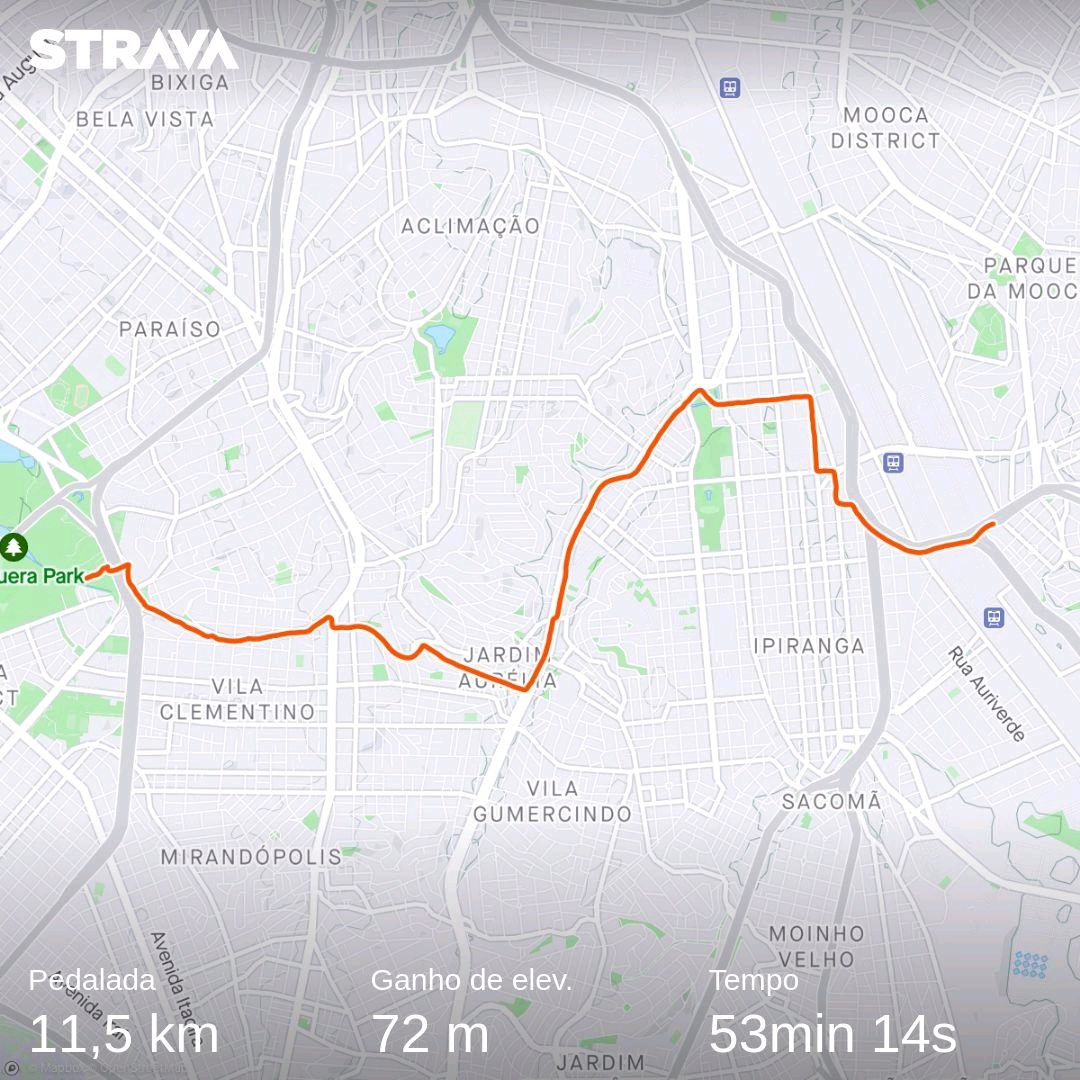 STRAVA
BIXIGA
BELA VISTA
MOOCA
DISTRICT
ACLIMAÇÃO
PARQUE
DA MOOC
PARAÍSO
uera Park
JARDIM
AURÉLIA
IPIRANGA
VILA
CLEMENTINO
Rua Auriverde
VILA
GUMERCINDO
SACOMÃ
MIRANDÓPOLIS
MOINHO
VELHO
Pedalada
Ganho de elev.
Tempo
11,5 km
72 m
53min 14s
JARDIM
© Mapbox © OpenStreetMap